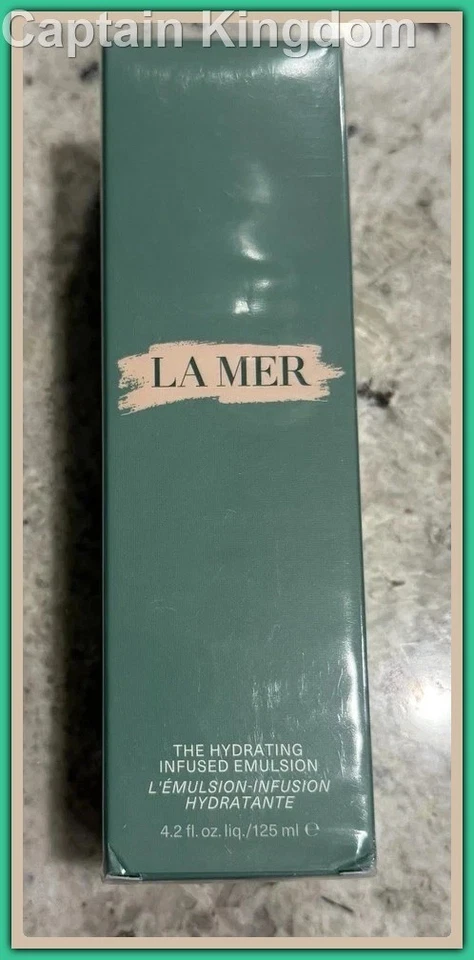 Captain Kingdom
LA MER
THE HYDRATING
INFUSED EMULSION
L'ÉMULSION-INFUSION
HYDRATANTE
4.2 fl. oz. liq./125 ml ℮